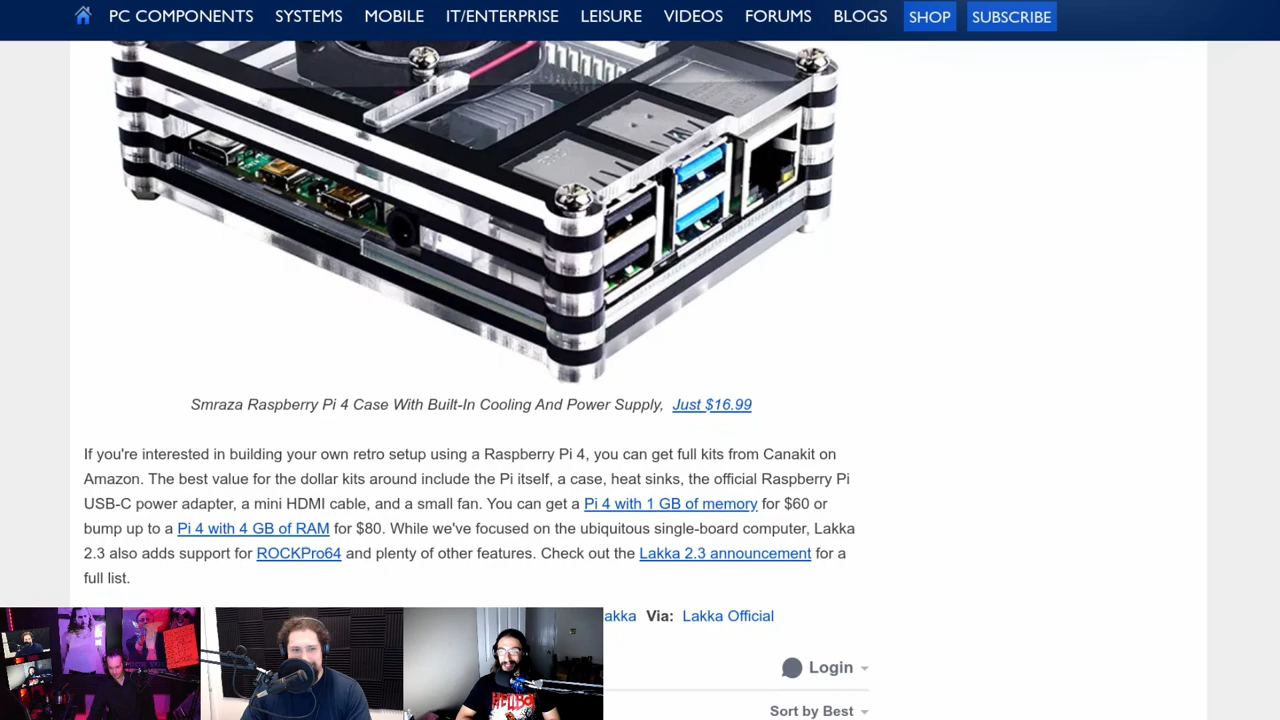 PC COMPONENTS SYSTEMS MOBILE IT/ENTERPRISE LEISURE VIDEOS FORUMS BLOGS SHOP SUBSCRIBE
Smraza Raspberry Pi 4 Case With Built-In Cooling And Power Supply, Just $16.99
If you're interested in building your own retro setup using a Raspberry Pi 4, you can get full kits from Canakit on
Amazon. The best value for the dollar kits around include the Pi itself, a case, heat sinks, the official Raspberry Pi
USB-C power adapter, a mini HDMI cable, and a small fan. You can get a Pi 4 with 1 GB of memory for $60 or
bump up to a Pi 4 with 4 GB of RAM for $80. While we've focused on the ubiquitous single-board computer, Lakka
2.3 also adds support for ROCKPro64 and plenty of other features. Check out the Lakka 2.3 announcement for a
full list.
akka Via: Lakka Official
Login
Sort by Best
HELLBOY